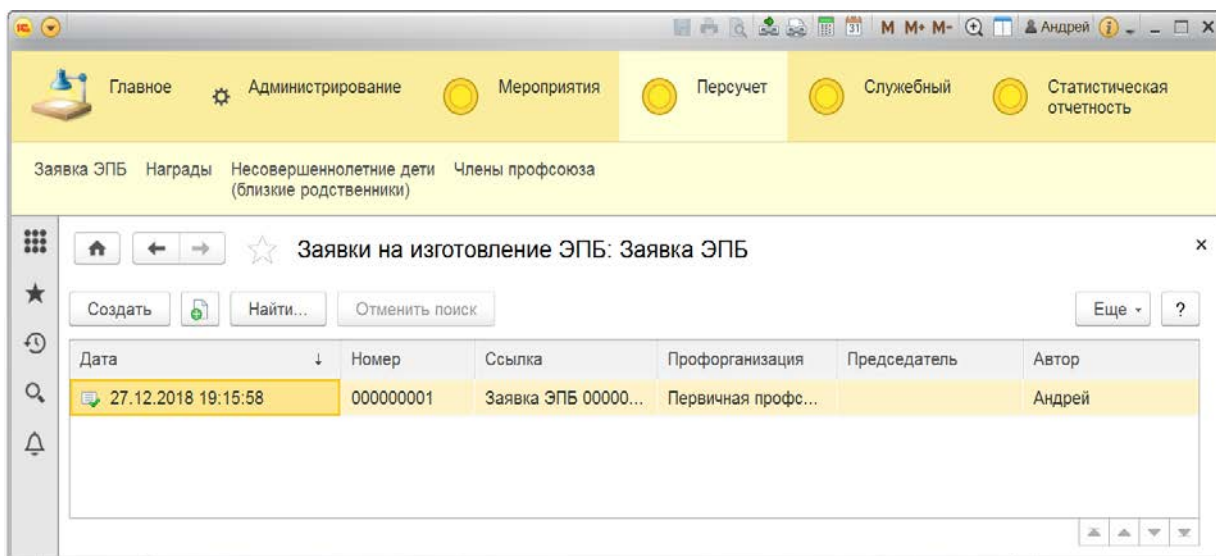 1С 31 M M+ M- Андрей i
Главное Администрирование Мероприятия Персучет Служебный Статистическая
отчетность
Заявка ЭПБ Награды Несовершеннолетние дети Члены профсоюза
(близкие родственники)
Заявки на изготовление ЭПБ: Заявка ЭПБ
Создать Найти... Отменить поиск Еще ?
Дата Номер Ссылка Профорганизация Председатель Автор
27.12.2018 19:15:58 000000001 Заявка ЭПБ 00000... Первичная профс... Андрей